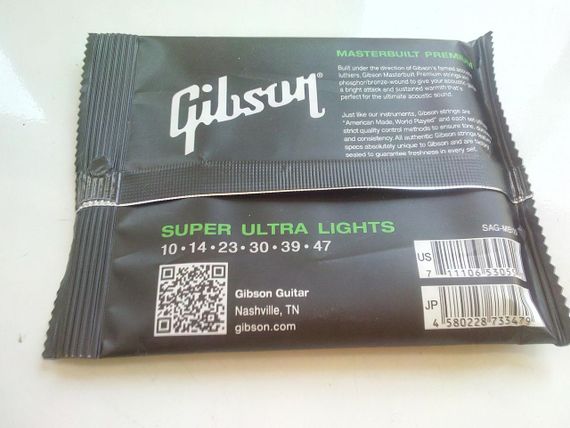 Gibson
MASTERBUILT PREMIUM
Built under the direction of Gibson's famed
luthiers, Gibson Masterbuilt Premium strings
phosphor/bronze-wound to give your acoustic
a bright attack and sustained warmth that's
perfect for the ultimate acoustic sound.
Just like our instruments, Gibson strings are
"American Made, World Played" and each set
strict quality control methods to ensure tone,
and consistency. All authentic Gibson strings
specs absolutely unique to Gibson and are
sealed to guarantee freshness in every set.
SUPER ULTRA LIGHTS
10 • 14 • 23 • 30 • 39 • 47
Gibson Guitar
Nashville, TN
gibson.com
US
7 11106
JP
4 580228 733479